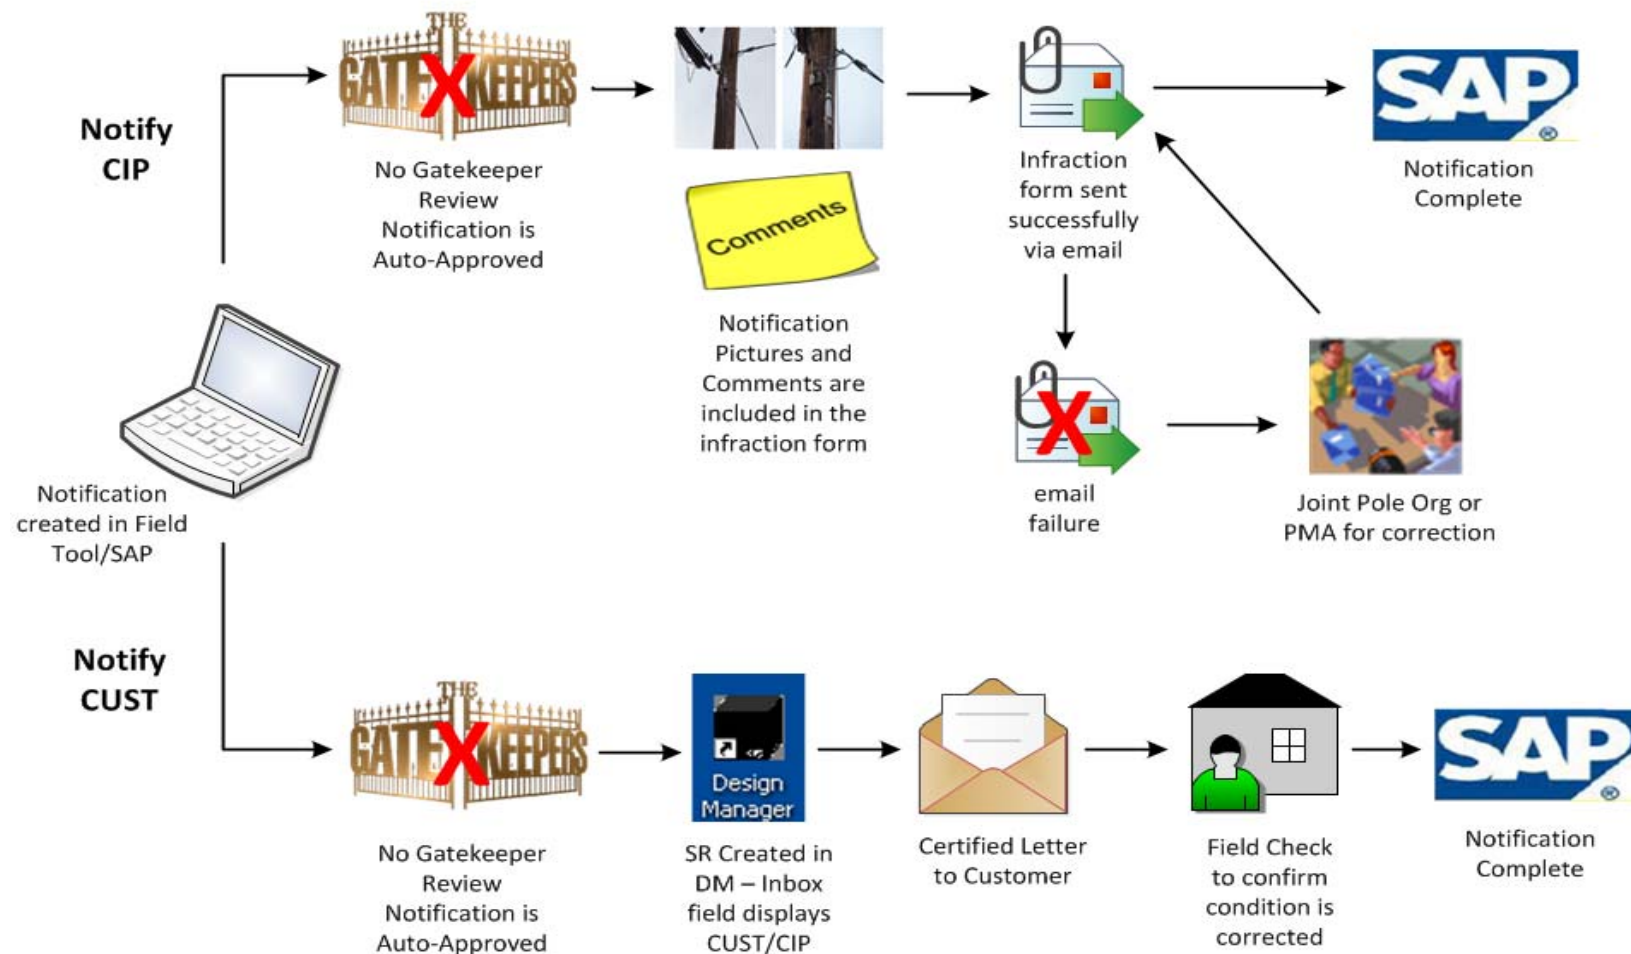 Notify
CIP
THE
GATE X KEEPERS
No Gatekeeper
Review
Notification is
Auto-Approved
Comments
Notification
Pictures and
Comments are
included in the
infraction form
Infraction
form sent
successfully
via email
SAP
®
Notification
Complete
X
email
failure
Joint Pole Org or
PMA for correction
Notification
created in Field
Tool/SAP
Notify
CUST
THE
GATE X KEEPERS
No Gatekeeper
Review
Notification is
Auto-Approved
Design
Manager
SR Created in
DM – Inbox
field displays
CUST/CIP
Certified Letter
to Customer
Field Check
to confirm
condition is
corrected
SAP
®
Notification
Complete